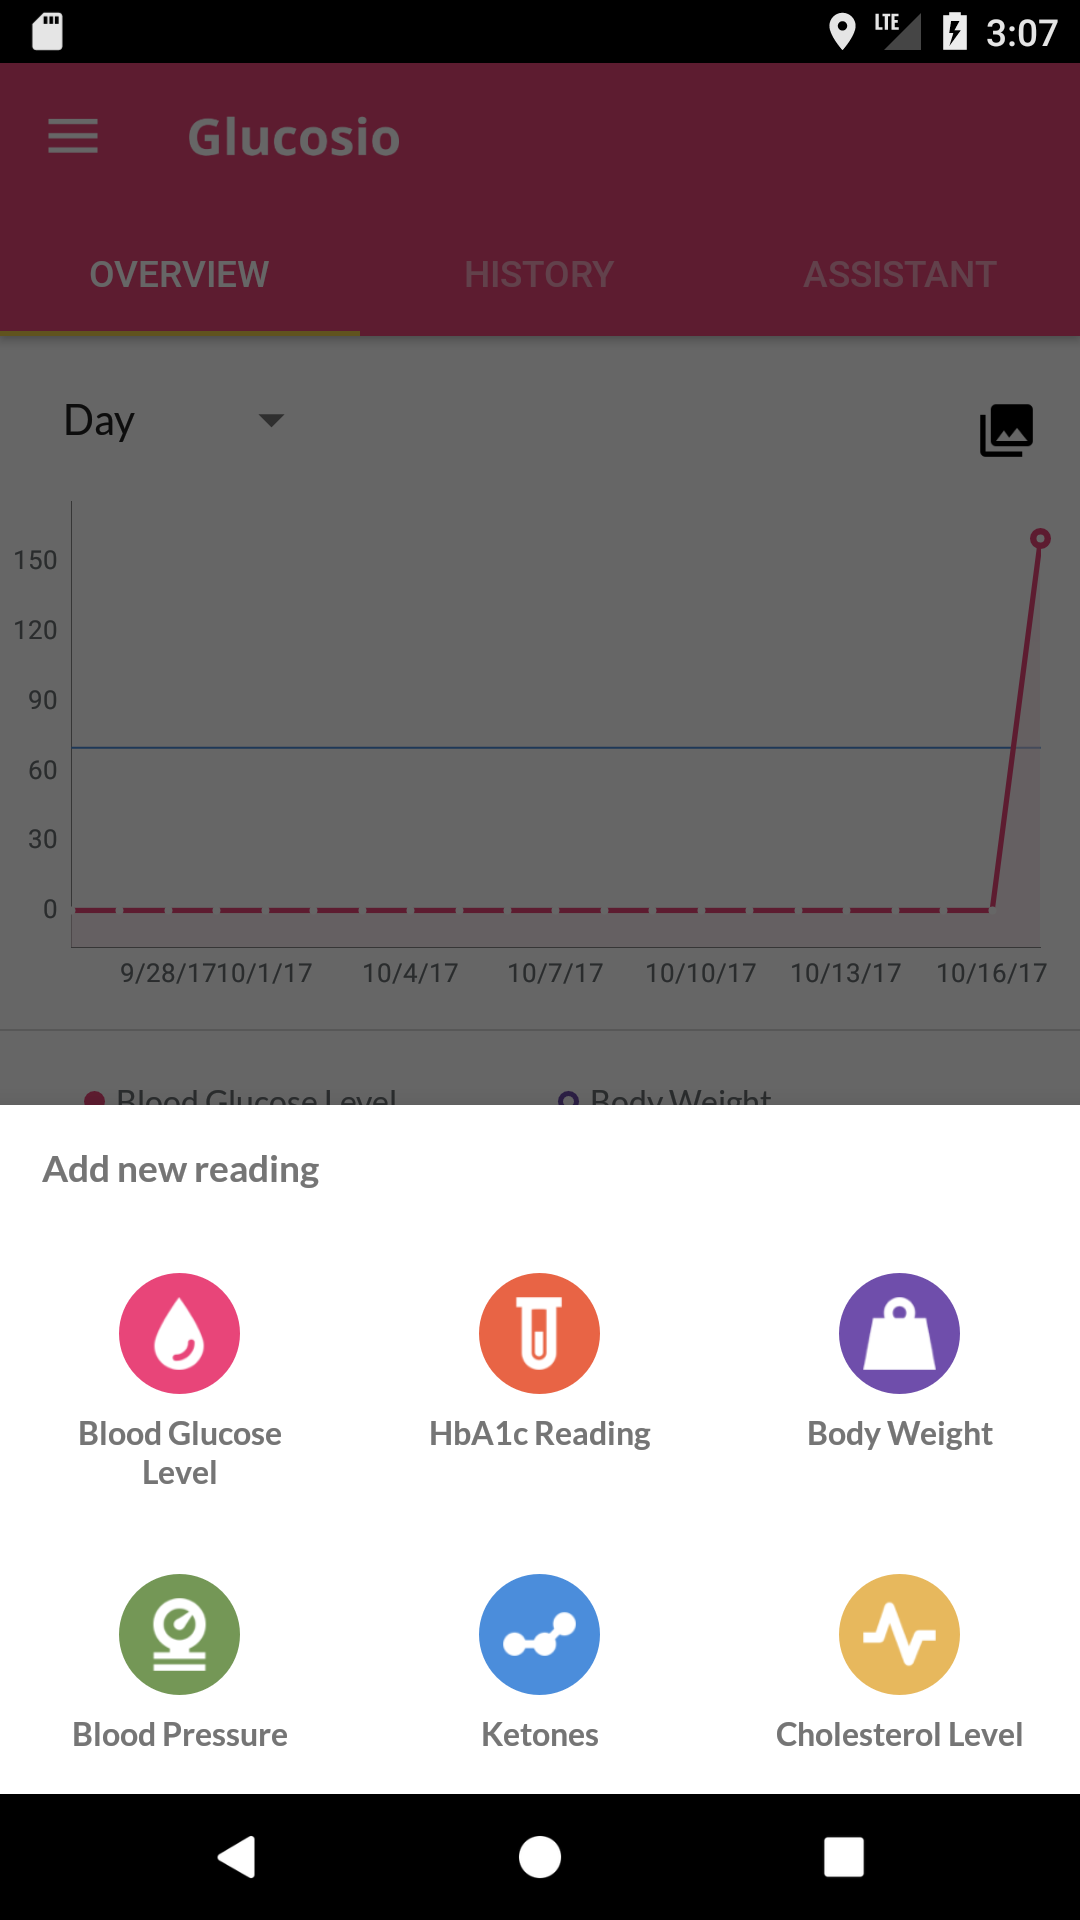 LTE 3:07
Glucosio
OVERVIEW HISTORY ASSISTANT
Day
150
120
90
60
30
0
9/28/17 10/1/17 10/4/17 10/7/17 10/10/17 10/13/17 10/16/17
Blood Glucose Level Body Weight
Add new reading
Blood Glucose Level
HbA1c Reading
Body Weight
Blood Pressure
Ketones
Cholesterol Level